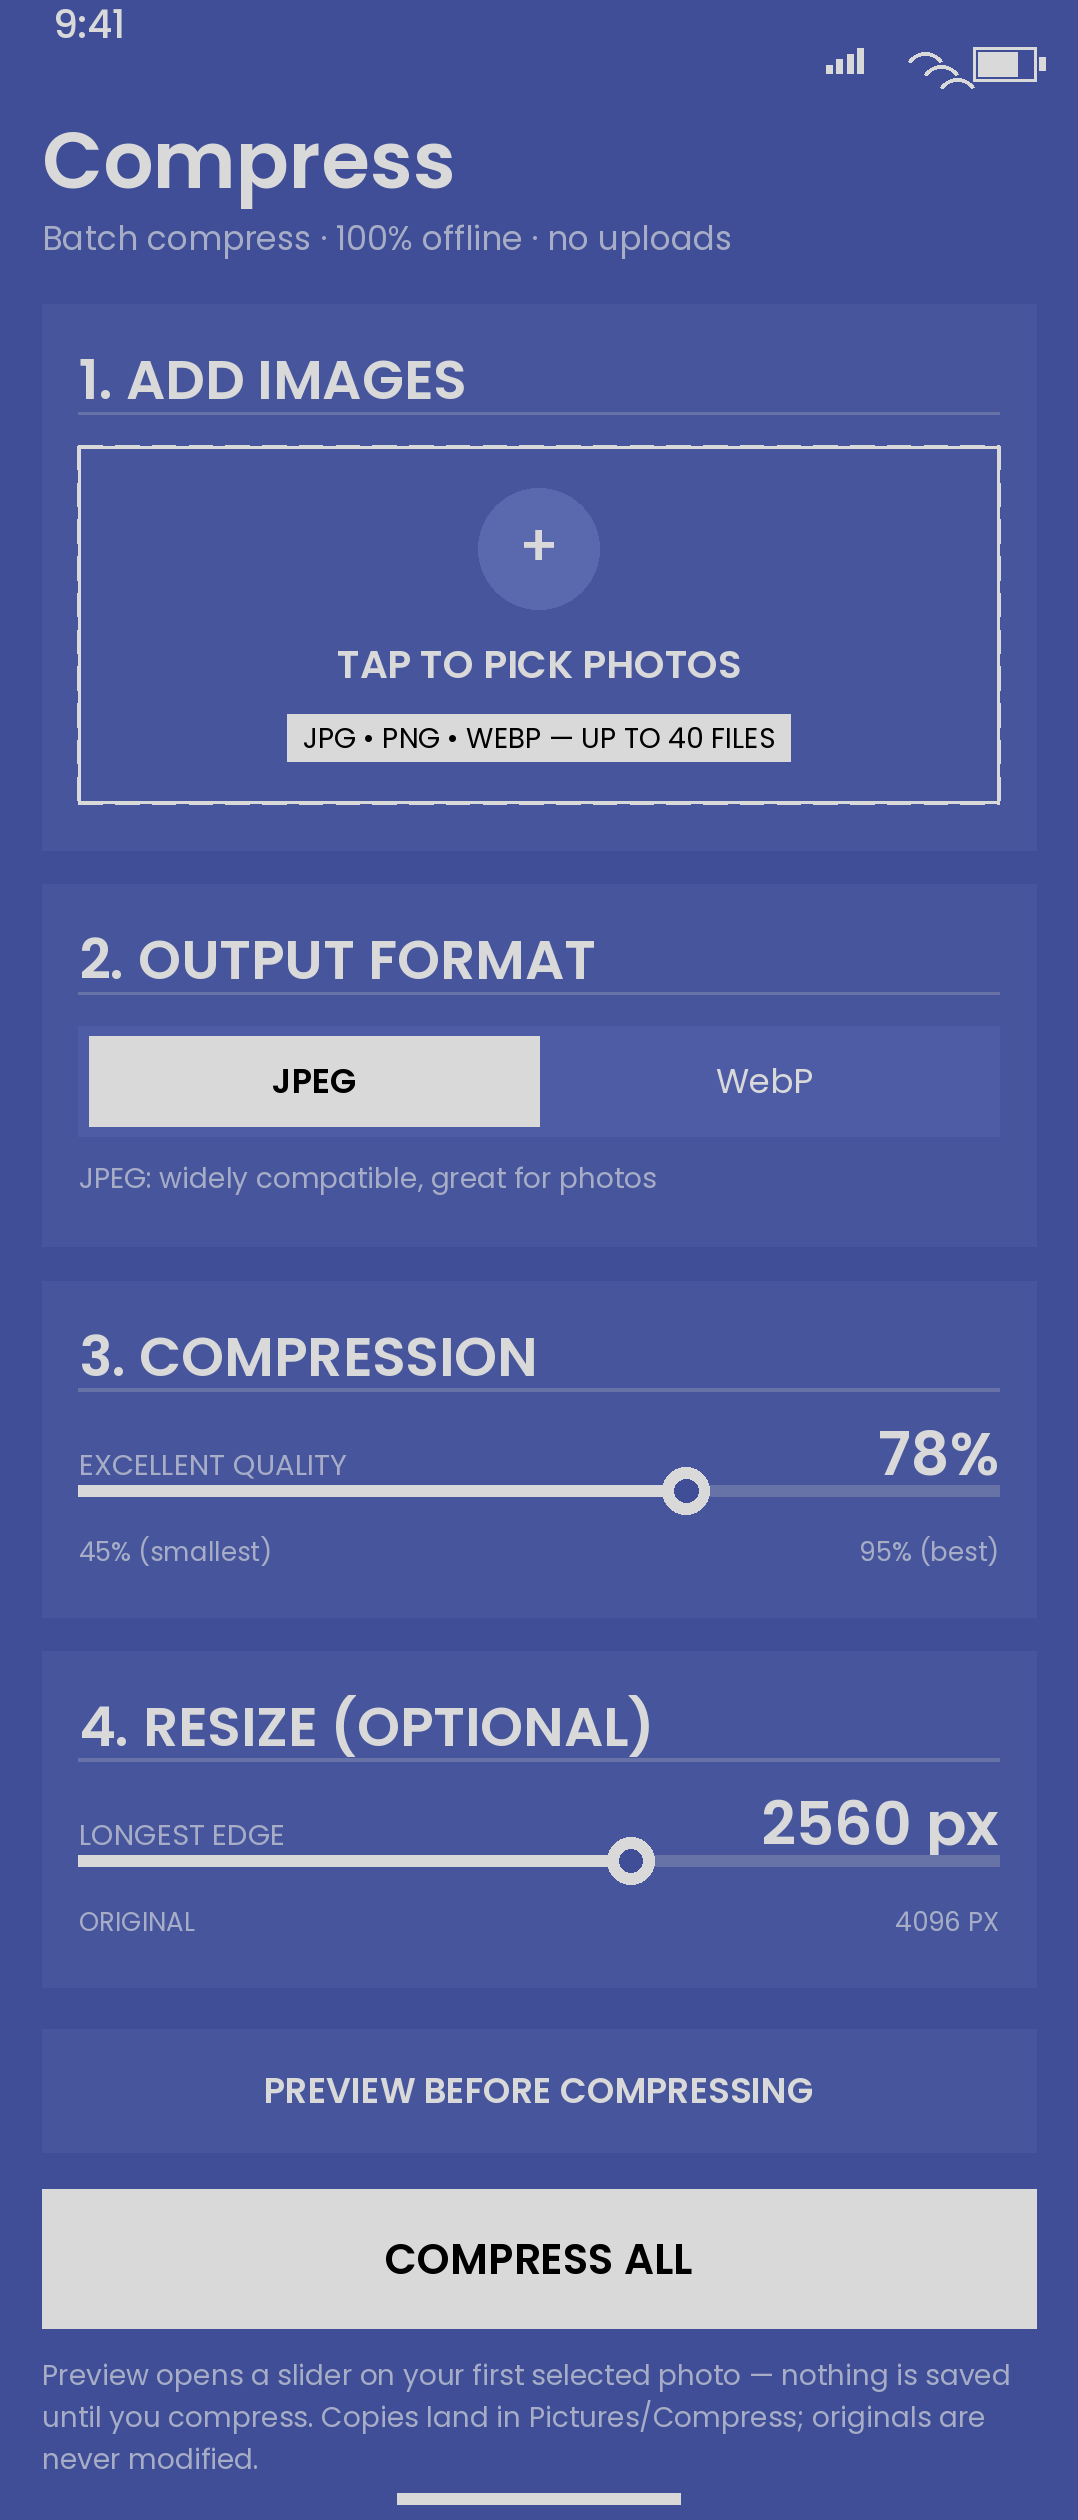 9:41
Compress
Batch compress · 100% offline · no uploads
1. ADD IMAGES
+
TAP TO PICK PHOTOS
JPG • PNG • WEBP — UP TO 40 FILES
2. OUTPUT FORMAT
JPEG WebP
JPEG: widely compatible, great for photos
3. COMPRESSION
EXCELLENT QUALITY 78%
45% (smallest) 95% (best)
4. RESIZE (OPTIONAL)
LONGEST EDGE 2560 px
ORIGINAL 4096 PX
PREVIEW BEFORE COMPRESSING
COMPRESS ALL
Preview opens a slider on your first selected photo — nothing is saved
until you compress. Copies land in Pictures/Compress; originals are
never modified.